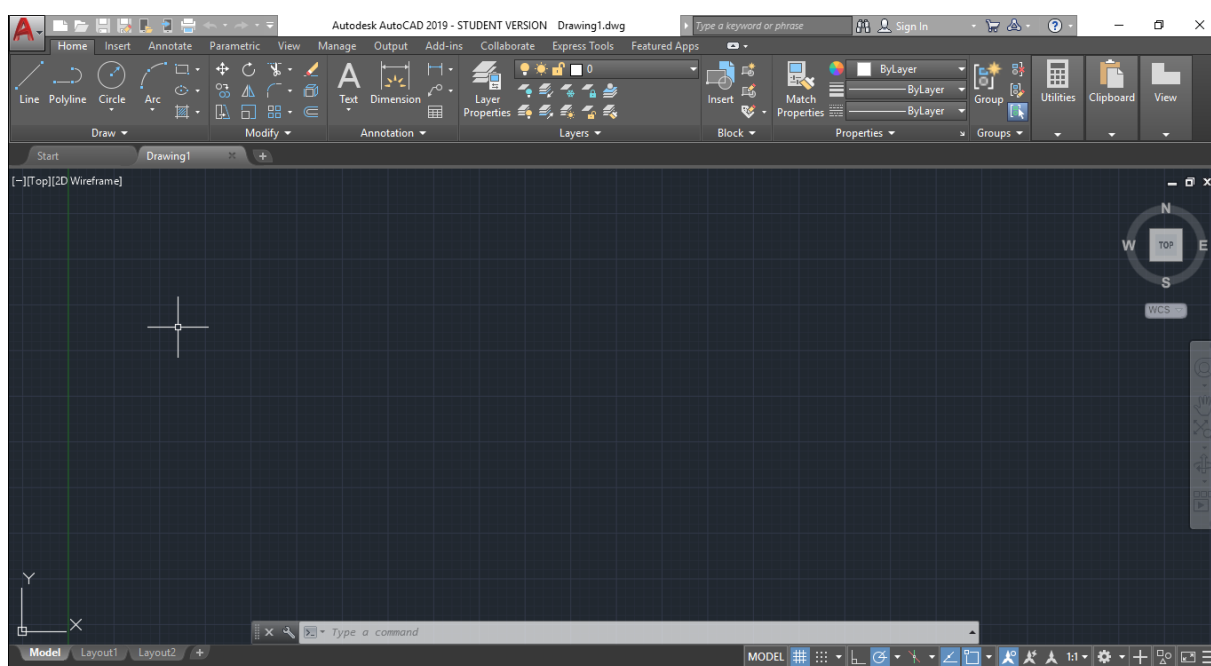 Autodesk AutoCAD 2019 - STUDENT VERSION Drawing1.dwg Type a keyword or phrase Sign In
Home Insert Annotate Parametric View Manage Output Add-ins Collaborate Express Tools Featured Apps
0 ByLayer
Line Polyline Circle Arc Text Dimension Layer Properties Insert Match Properties ByLayer Group Utilities Clipboard View
ByLayer
Draw Modify Annotation Layers Block Properties Groups
Start Drawing1
[−][Top][2D Wireframe]
N
W TOP E
S
WCS
Y
X
Type a command
Model Layout1 Layout2 + MODEL 1:1